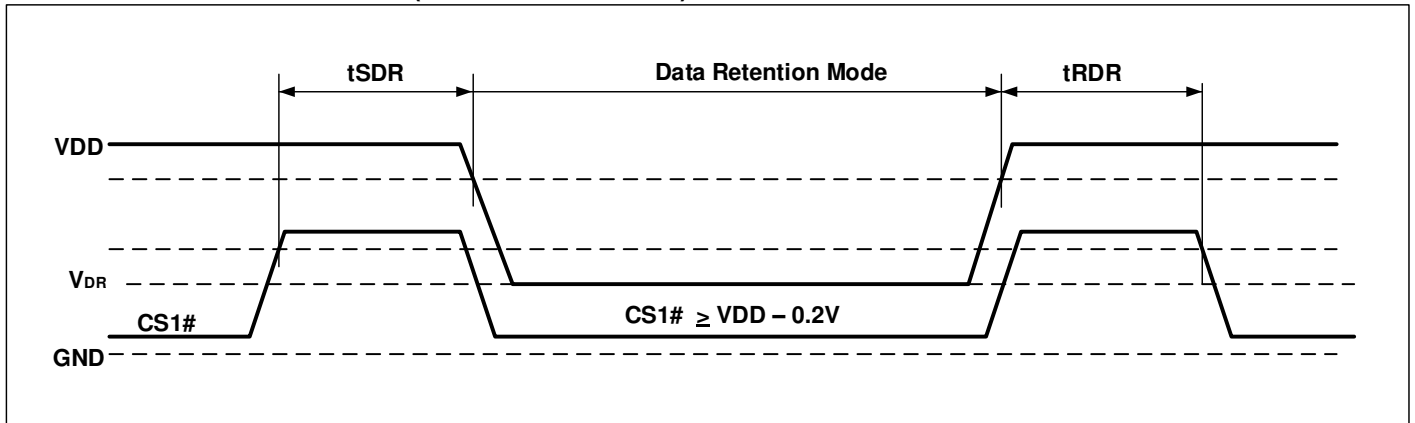 tSDR Data Retention Mode tRDR
VDD
VDR
CS1# CS1# ≥ VDD – 0.2V
GND